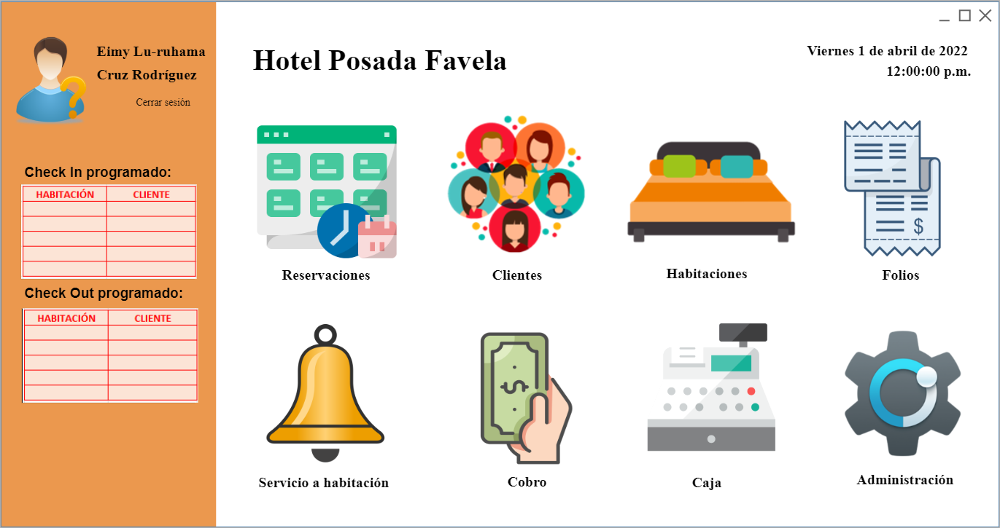 Eimy Lu-ruhama
Cruz Rodríguez
Cerrar sesión
Check In programado:
HABITACIÓN CLIENTE
Check Out programado:
HABITACIÓN CLIENTE
Hotel Posada Favela
Viernes 1 de abril de 2022
12:00:00 p.m.
Reservaciones
Clientes
Habitaciones
$
Folios
Servicio a habitación
$
Cobro
Caja
Administración